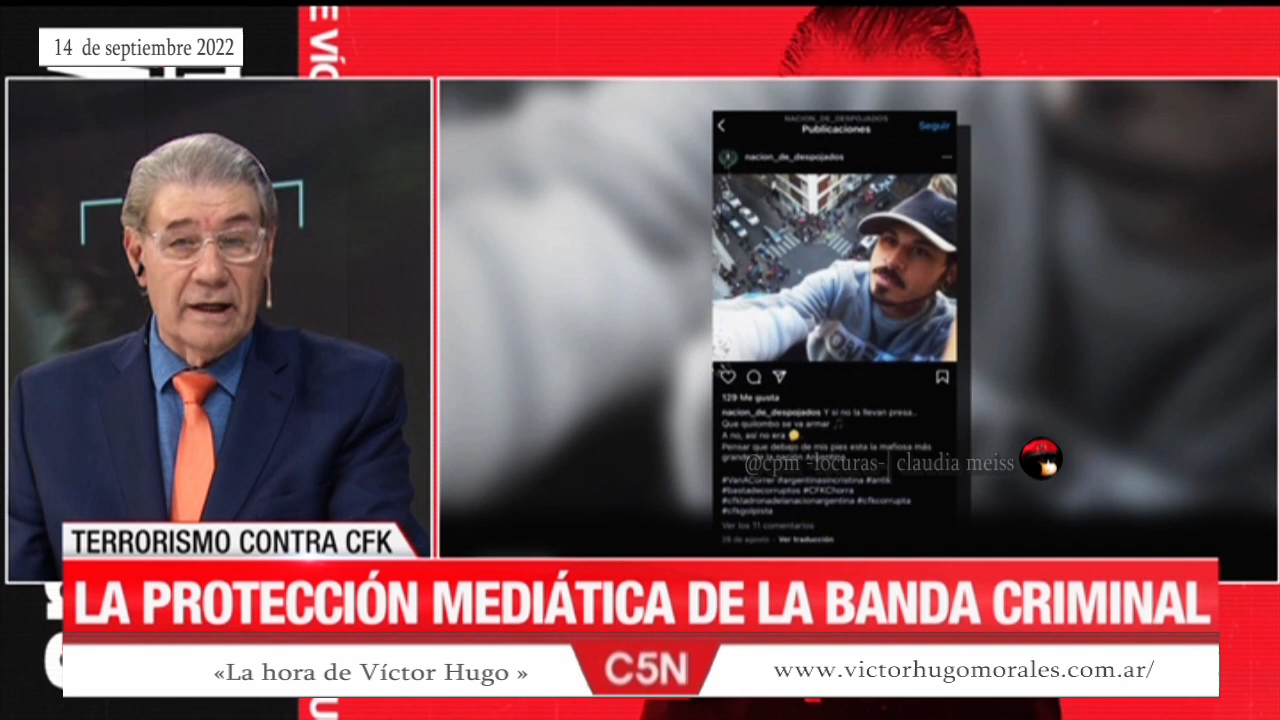 14 de septiembre 2022
E VÍC
NACION_DE_DESPOJADOS
Publicaciones
Seguir
nacion_de_despojados
129 Me gusta
nacion_de_despojados Y si no la llevan presa..
Que quilombo se va armar
A no, asi no era
Pensar que debajo de mis pies esta la mafiosa más
grande de la nación Argentina
@cpm -locuras-| claudia meiss
#VanACorrer #argentinasincristina #antik
#bastadecorruptos #CFKChorra
#cfkladronadelanacionargentina #cfkcorrupta
#cfkgolpista
Ver los 11 comentarios
28 de agosto · Ver traducción
TERRORISMO CONTRA CFK
LA PROTECCIÓN MEDIÁTICA DE LA BANDA CRIMINAL
«La hora de Víctor Hugo »
C5N
www.victorhugomorales.com.ar/